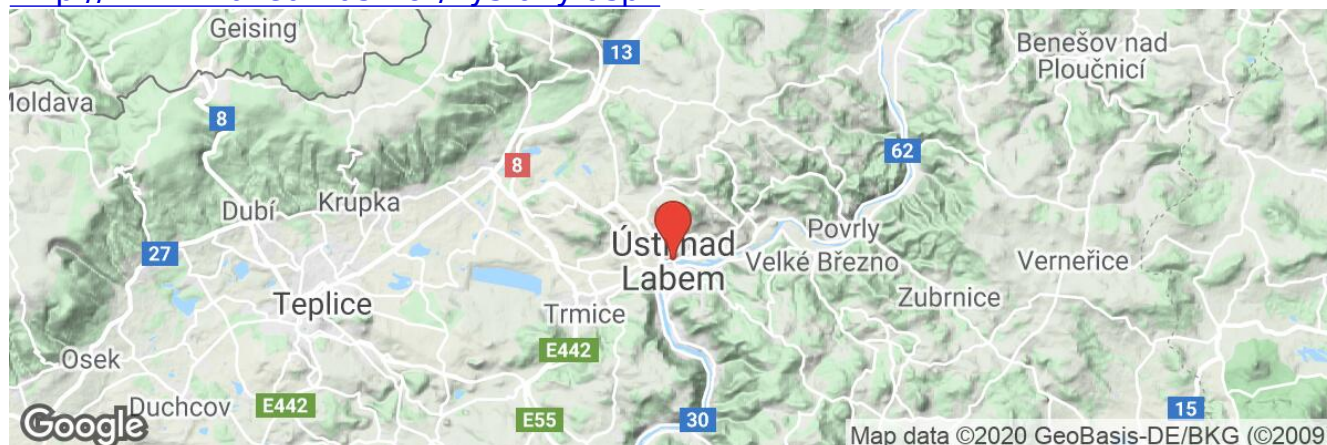 Geising
13
Benešov nad
Ploučnicí
Moldava
8
62
8
Krupka
Dubí
Povrly
27
Ústí nad
Labem
Velké Březno
Verneřice
Teplice
Zubrnice
Trmice
E442
Osek
Duchcov
E442
E55
30
15
Google
Map data ©2020 GeoBasis-DE/BKG (©2009